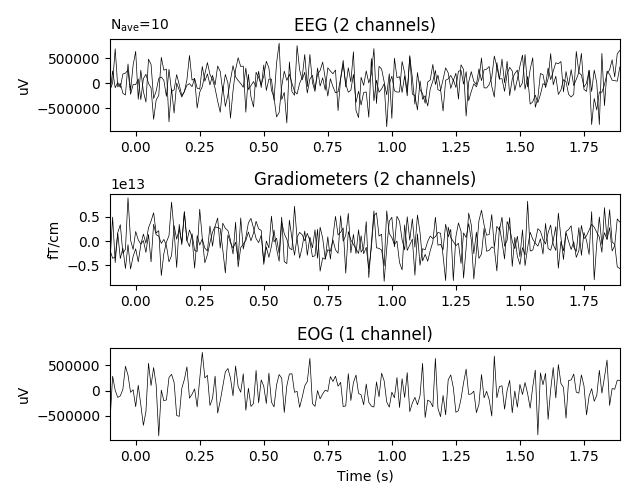 N_ave=10
EEG (2 channels)
uV
500000
0
−500000
0.00 0.25 0.50 0.75 1.00 1.25 1.50 1.75
1e13
Gradiometers (2 channels)
fT/cm
0.5
0.0
−0.5
0.00 0.25 0.50 0.75 1.00 1.25 1.50 1.75
EOG (1 channel)
uV
500000
0
−500000
0.00 0.25 0.50 0.75 1.00 1.25 1.50 1.75
Time (s)